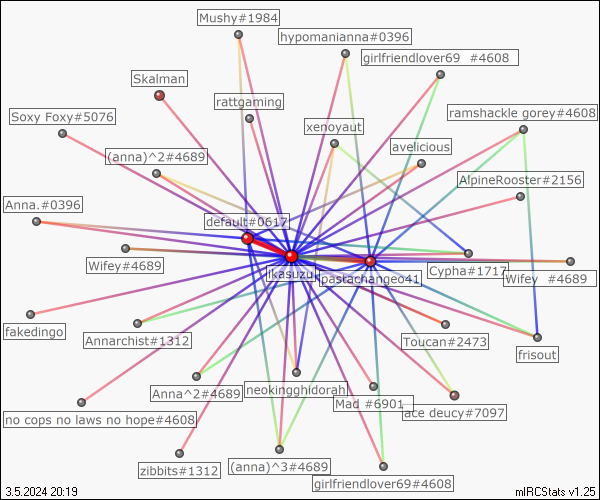 Mushy#1984
hypomanianna#0396
girlfriendlover69 #4608
Skalman
rattgaming
Soxy Foxy#5076
xenoyaut
ramshackle gorey#4608
(anna)^2#4689
avelicious
AlpineRooster#2156
Anna.#0396
default#0617
Wifey#4689
ikasuzu
pastachangeo41
Cypha#1717
Wifey #4689
fakedingo
Annarchist#1312
Toucan#2473
frisout
Anna^2#4689
neokingghidorah
Mad #6901
ace deucy#7097
no cops no laws no hope#4608
zibbits#1312
(anna)^3#4689
girlfriendlover69#4608
3.5.2024 20:19
mIRCStats v1.25